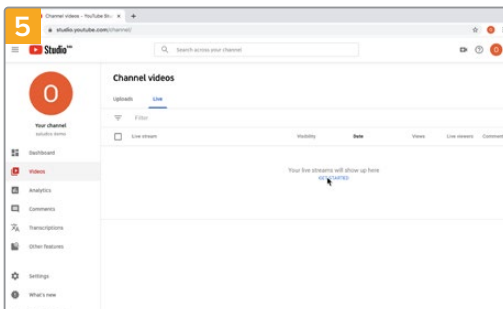 5
Channel videos - YouTube Stu
studio.youtube.com/channel/
Studio
Search across your channel
O
Channel videos
Uploads
Live
Filter
Your channel
Live stream
Visibility
Date
Views
Live viewers
Comment
Dashboard
Videos
Your live streams will show up here
GET STARTED
Analytics
Comments
Transcriptions
Other features
Settings
What's new